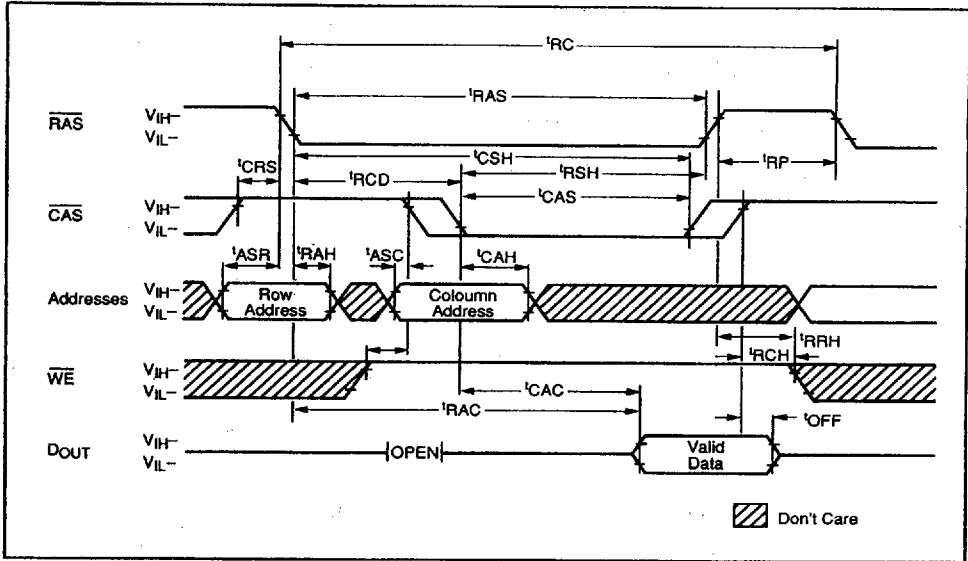 tRC
tRAS
RAS VIH
VIL
tCSH
tRSH
tRP
tCRS
tRCD
tCAS
CAS VIH
VIL
tASR tRAH tASC tCAH
Addresses VIH
VIL
Row
Address
Coloumn
Address
tRRH
tRCH
WE VIH
VIL
tCAC
tRAC
tOFF
DOUT VIH
VIL
OPEN
Valid
Data
Don't Care